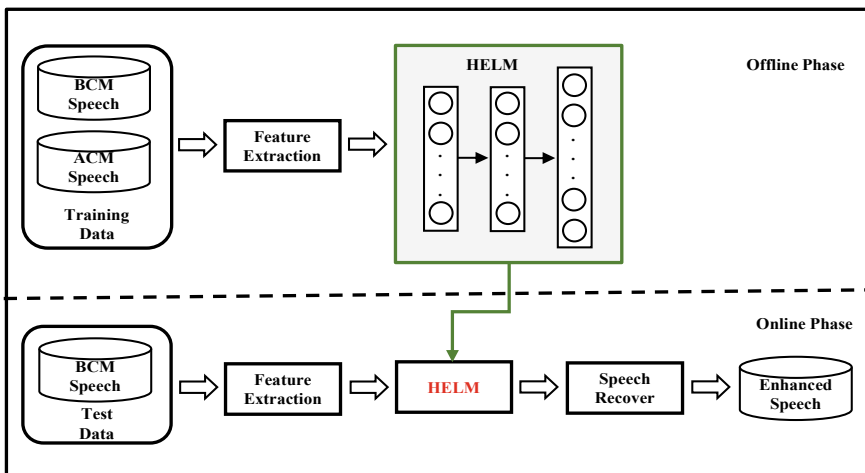 HELM
Offline Phase
BCM
Speech
ACM
Speech
Training
Data
Feature
Extraction
Online Phase
BCM
Speech
Test
Data
Feature
Extraction
HELM
Speech
Recover
Enhanced
Speech